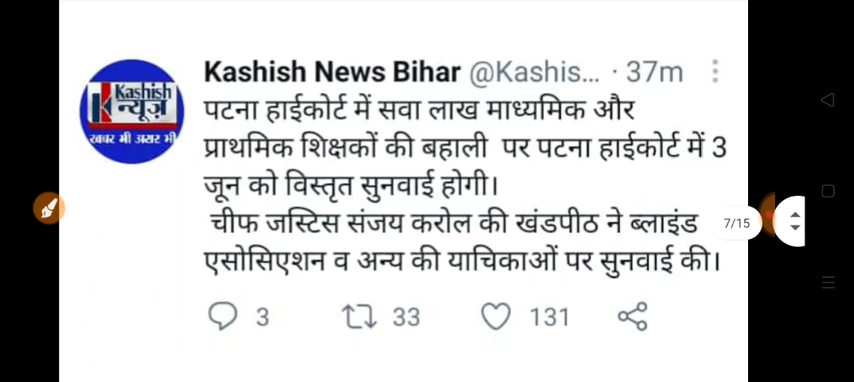 Kashish News Bihar @Kashis... · 37m
Kashish
न्यूज़
खबर भी असर भी
पटना हाईकोर्ट में सवा लाख माध्यमिक और
प्राथमिक शिक्षकों की बहाली पर पटना हाईकोर्ट में 3
जून को विस्तृत सुनवाई होगी।
चीफ जस्टिस संजय करोल की खंडपीठ ने ब्लाइंड
7/15
एसोसिएशन व अन्य की याचिकाओं पर सुनवाई की।
3 33 131